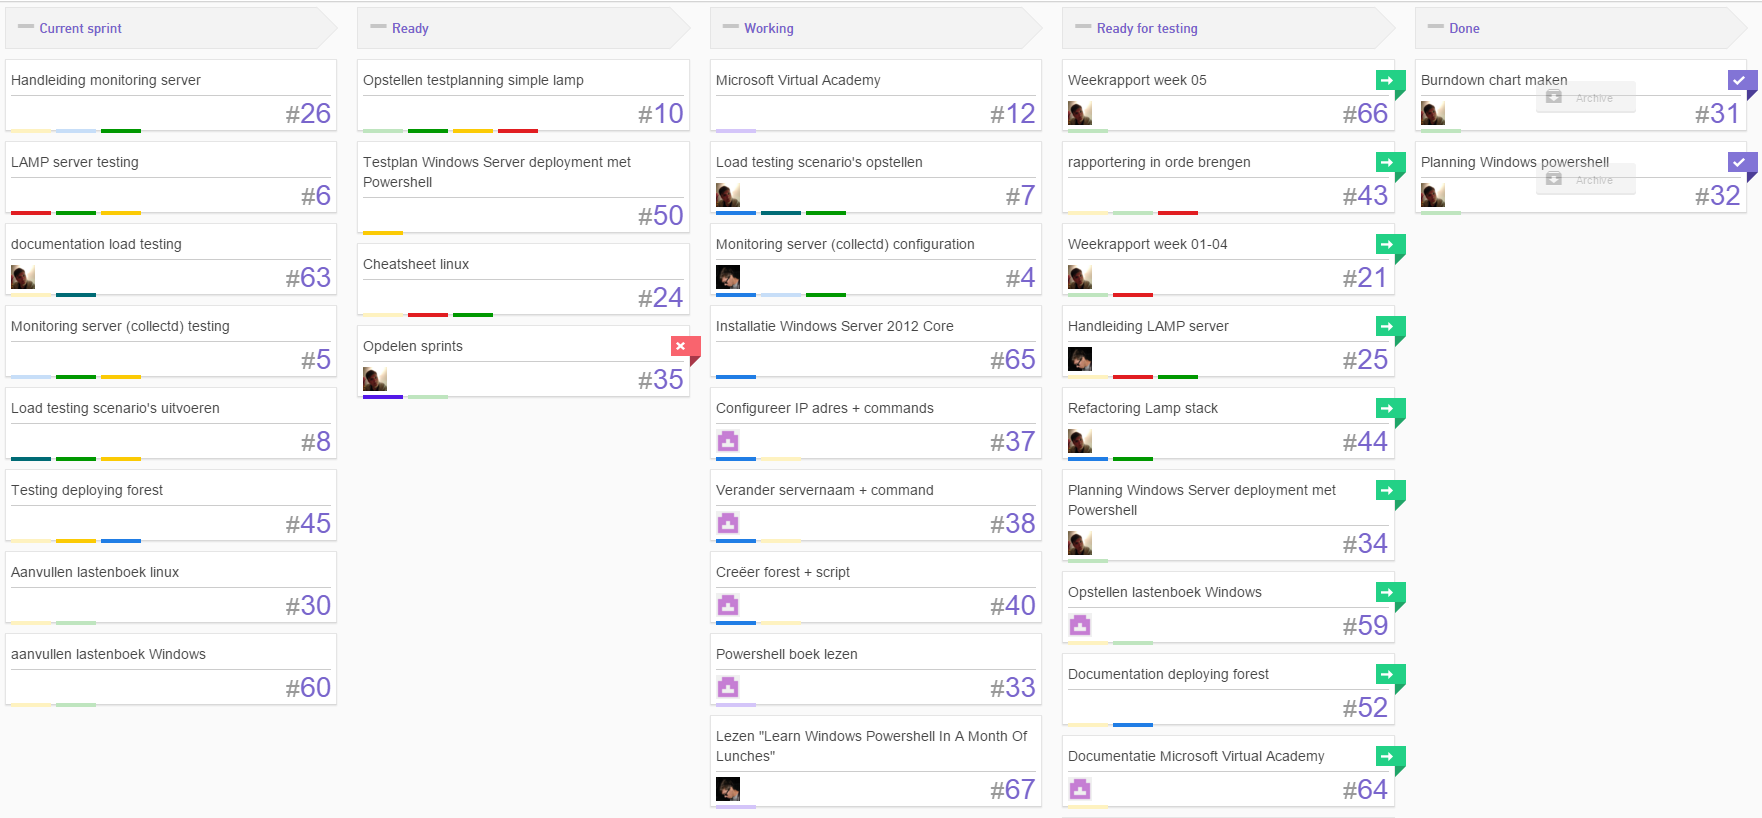 Current sprint
Handleiding monitoring server
#26
LAMP server testing
#6
documentation load testing
#63
Monitoring server (collectd) testing
#5
Load testing scenario's uitvoeren
#8
Testing deploying forest
#45
Aanvullen lastenboek linux
#30
aanvullen lastenboek Windows
#60
Ready
Opstellen testplanning simple lamp
#10
Testplan Windows Server deployment met
Powershell
#50
Cheatsheet linux
#24
Opdelen sprints
#35
Working
Microsoft Virtual Academy
#12
Load testing scenario's opstellen
#7
Monitoring server (collectd) configuration
#4
Installatie Windows Server 2012 Core
#65
Configureer IP adres + commands
#37
Verander servernaam + command
#38
Creëer forest + script
#40
Powershell boek lezen
#33
Lezen "Learn Windows Powershell In A Month Of
Lunches"
#67
Ready for testing
Weekrapport week 05
#66
rapportering in orde brengen
#43
Weekrapport week 01-04
#21
Handleiding LAMP server
#25
Refactoring Lamp stack
#44
Planning Windows Server deployment met
Powershell
#34
Opstellen lastenboek Windows
#59
Documentation deploying forest
#52
Documentatie Microsoft Virtual Academy
#64
Done
Burndown chart maken
Archive
#31
Planning Windows powershell
Archive
#32